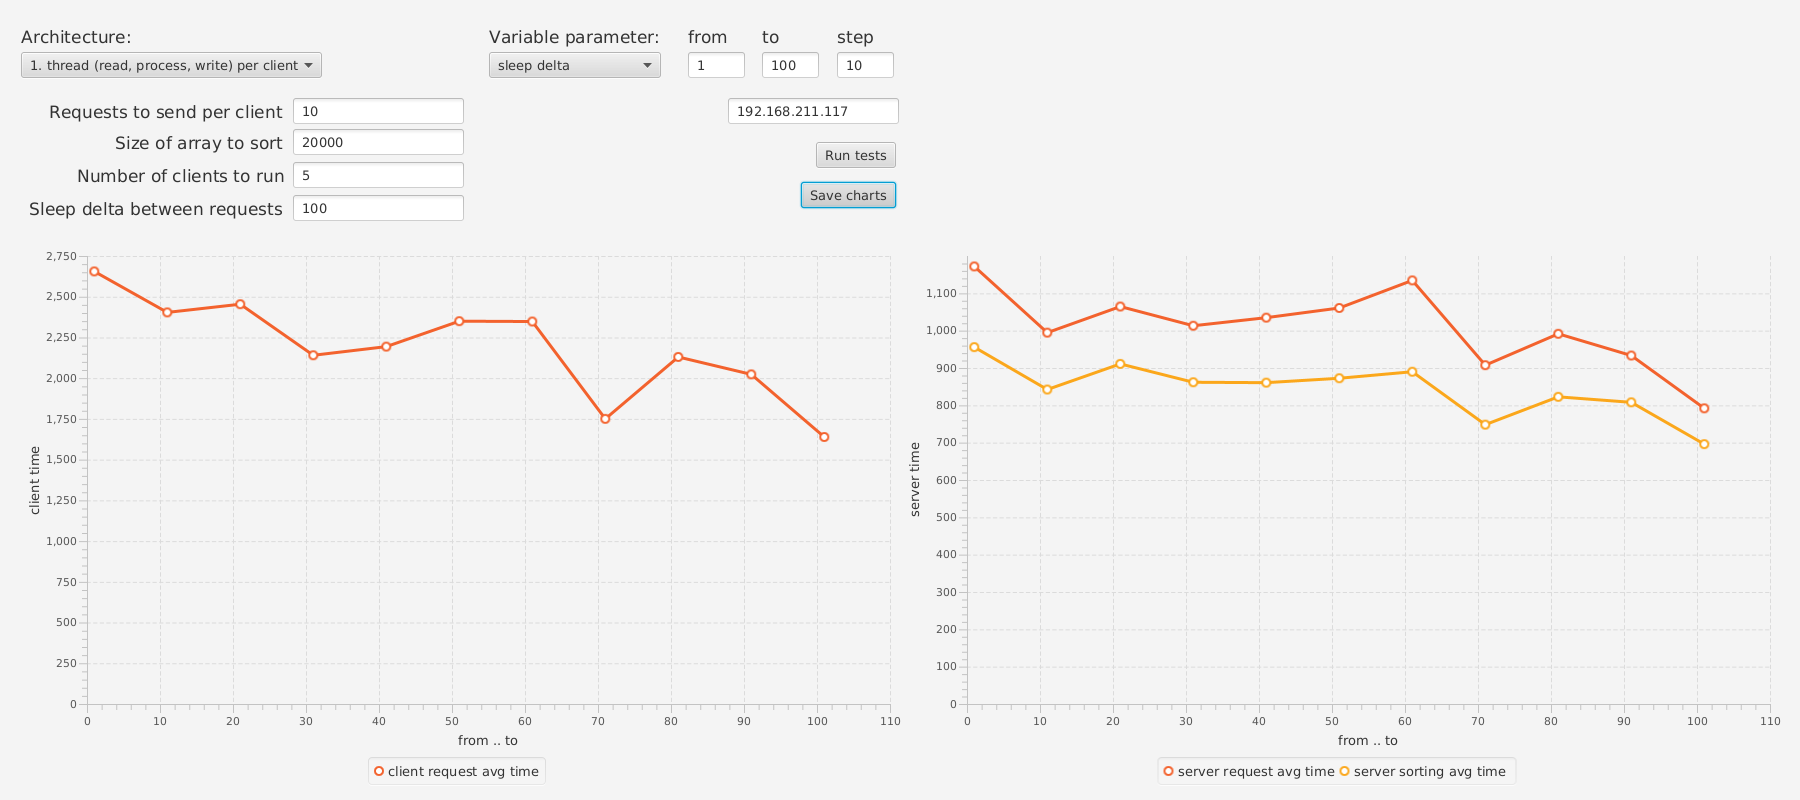 Architecture:
Variable parameter: from to step
1. thread (read, process, write) per client
sleep delta
1
100
10
Requests to send per client 10
192.168.211.117
Size of array to sort 20000
Run tests
Number of clients to run 5
Save charts
Sleep delta between requests 100
client time
2,750
2,500
2,250
2,000
1,750
1,500
1,250
1,000
750
500
250
0
0 10 20 30 40 50 60 70 80 90 100 110
from .. to
client request avg time
server time
1,100
1,000
900
800
700
600
500
400
300
200
100
0
0 10 20 30 40 50 60 70 80 90 100 110
from .. to
server request avg time server sorting avg time